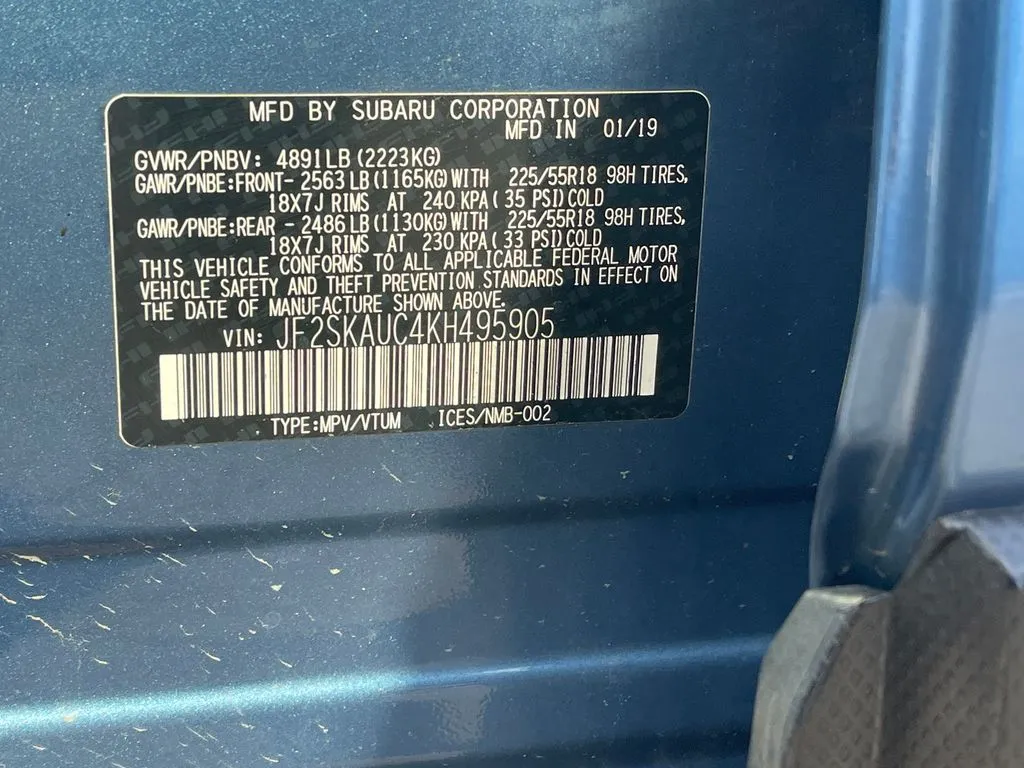 MFD BY SUBARU CORPORATION
MFD IN 01/19
GVWR/PNBV: 4891LB (2223KG)
GAWR/PNBE:FRONT- 2563 LB (1165KG) WITH 225/55R18 98H TIRES,
18X7J RIMS AT 240 KPA ( 35 PSI) COLD
GAWR/PNBE:REAR - 2486 LB (1130KG) WITH 225/55R18 98H TIRES,
18X7J RIMS AT 230 KPA ( 33 PSI) COLD
THIS VEHICLE CONFORMS TO ALL APPLICABLE FEDERAL MOTOR
VEHICLE SAFETY AND THEFT PREVENTION STANDARDS IN EFFECT ON
THE DATE OF MANUFACTURE SHOWN ABOVE.
VIN: JF2SKAUC4KH495905
TYPE:MPV/VTUM ICES/NMB-002